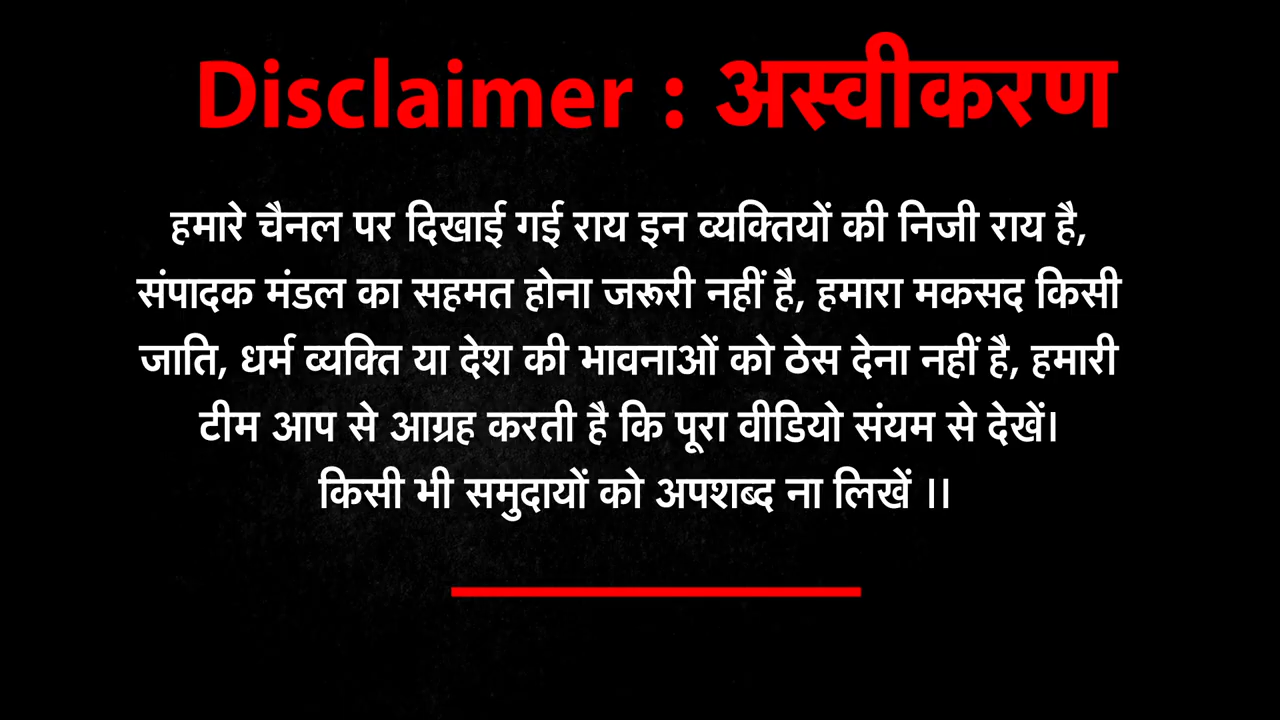 Disclaimer : अस्वीकरण
हमारे चैनल पर दिखाई गई राय इन व्यक्तियों की निजी राय है,
संपादक मंडल का सहमत होना जरूरी नहीं है, हमारा मकसद किसी
जाति, धर्म व्यक्ति या देश की भावनाओं को ठेस देना नहीं है, हमारी
टीम आप से आग्रह करती है कि पूरा वीडियो संयम से देखें।
किसी भी समुदायों को अपशब्द ना लिखें ।।